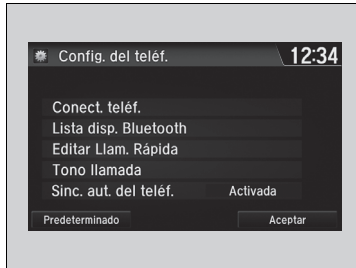 Config. del teléf.
12:34
Conect. teléf.
Lista disp. Bluetooth
Editar Llam. Rápida
Tono llamada
Sinc. aut. del teléf. Activada
Predeterminado Aceptar